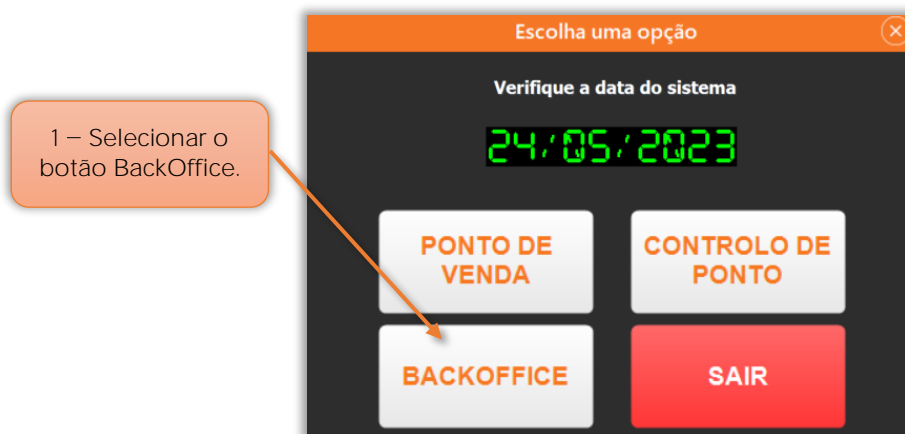 Escolha uma opção
Verifique a data do sistema
24/05/2023
1 – Selecionar o
botão BackOffice.
PONTO DE
VENDA
CONTROLO DE
PONTO
BACKOFFICE
SAIR